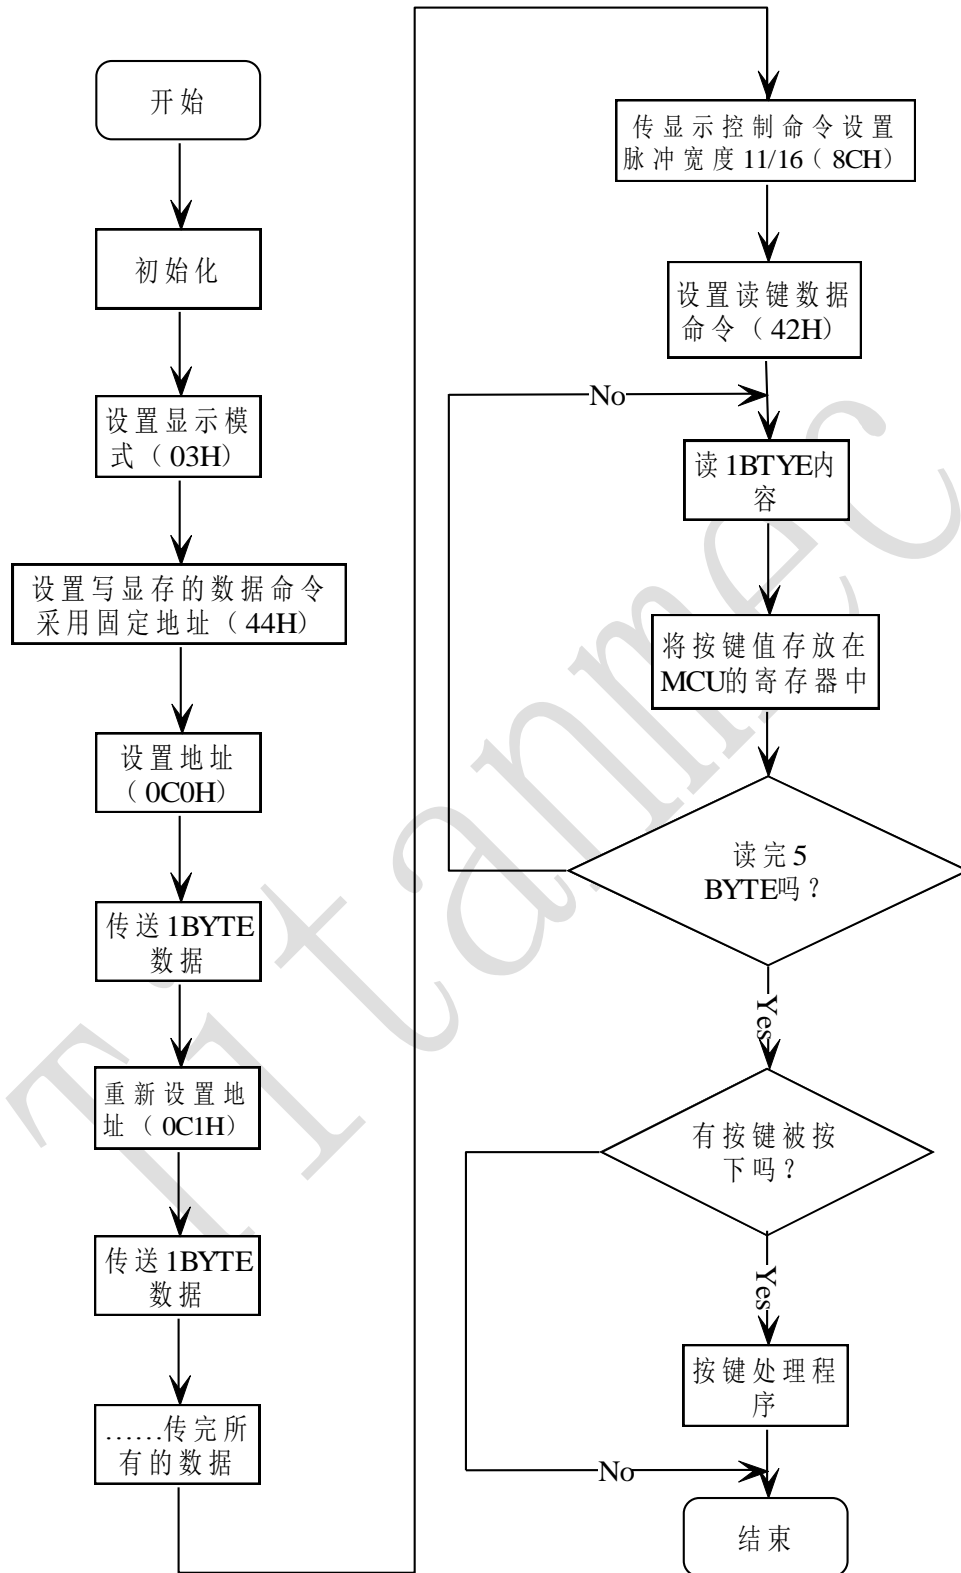 开始
初始化
设置显示模
式（03H）
设置写显存的数据命令
采用固定地址（44H）
设置地址
（0C0H）
传送1BYTE
数据
重新设置地
址（0C1H）
传送1BYTE
数据
……传完所
有的数据
传显示控制命令设置
脉冲宽度11/16（8CH）
设置读键数据
命令（42H）
No
读1BTYE内
容
将按键值存放在
MCU的寄存器中
读完5
BYTE吗？
Yes
有按键被按
下吗？
Yes
按键处理程
序
No
结束
Titanmec